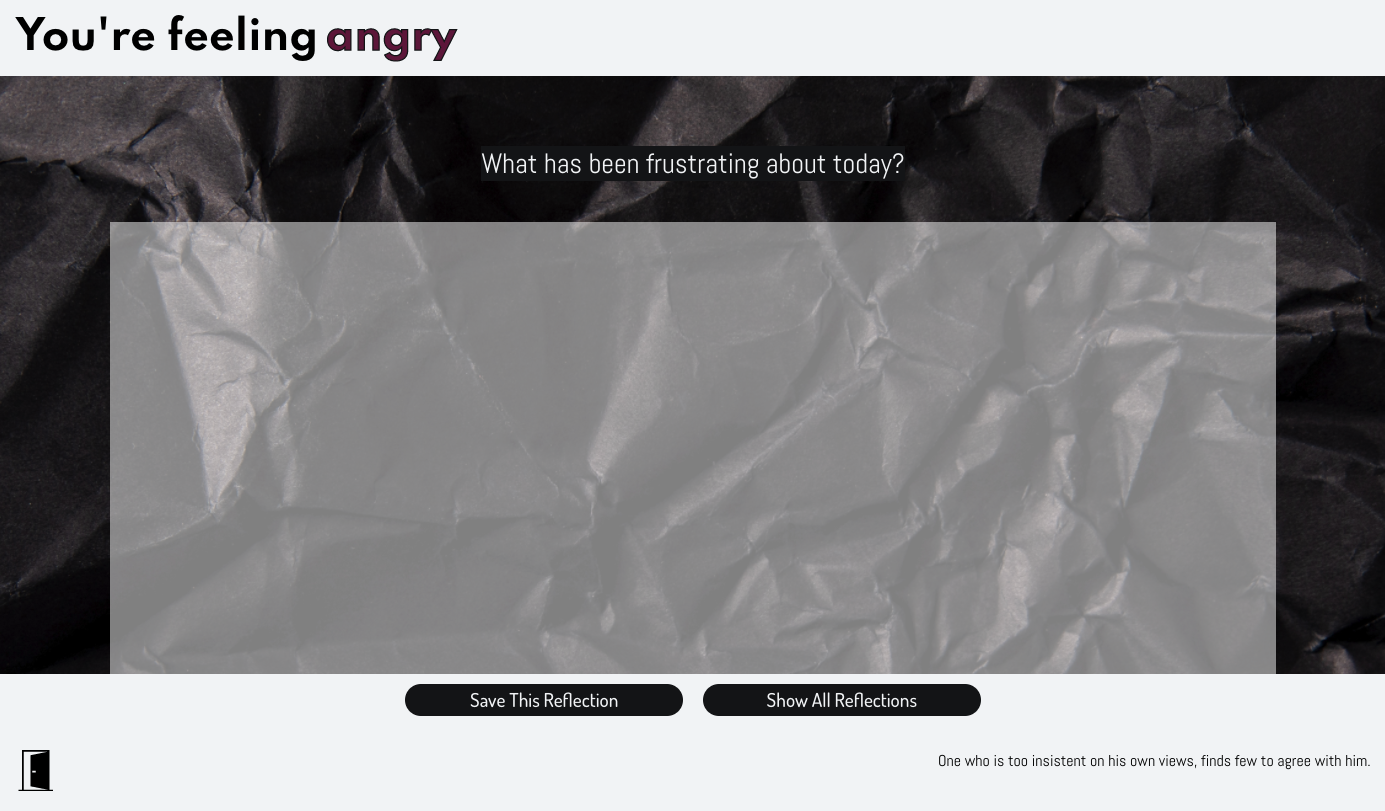 You're feeling angry
What has been frustrating about today?
Save This Reflection
Show All Reflections
One who is too insistent on his own views, finds few to agree with him.